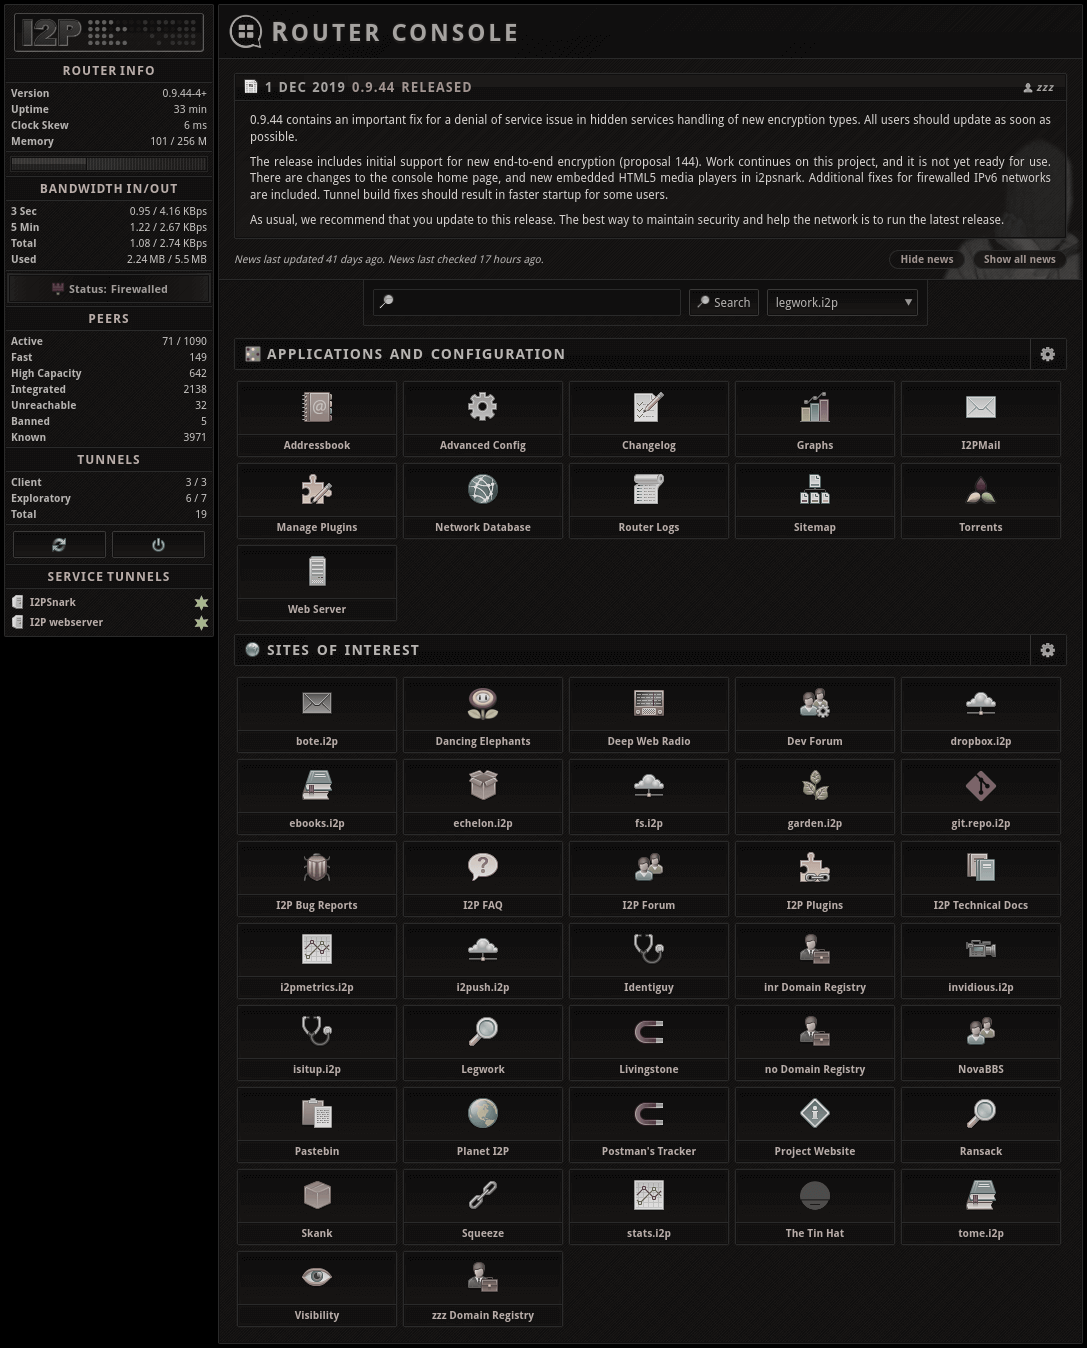 I2P
ROUTER INFO
Version 0.9.44-4+
Uptime 33 min
Clock Skew 6 ms
Memory 101 / 256 M
BANDWIDTH IN/OUT
3 Sec 0.95 / 4.16 KBps
5 Min 1.22 / 2.67 KBps
Total 1.08 / 2.74 KBps
Used 2.24 MB / 5.5 MB
Status: Firewalled
PEERS
Active 71 / 1090
Fast 149
High Capacity 642
Integrated 2138
Unreachable 32
Banned 5
Known 3971
TUNNELS
Client 3 / 3
Exploratory 6 / 7
Total 19
SERVICE TUNNELS
I2PSnark
I2P webserver
ROUTER CONSOLE
1 DEC 2019 0.9.44 RELEASED zzz
0.9.44 contains an important fix for a denial of service issue in hidden services handling of new encryption types. All users should update as soon as
possible.
The release includes initial support for new end-to-end encryption (proposal 144). Work continues on this project, and it is not yet ready for use.
There are changes to the console home page, and new embedded HTML5 media players in i2psnark. Additional fixes for firewalled IPv6 networks
are included. Tunnel build fixes should result in faster startup for some users.
As usual, we recommend that you update to this release. The best way to maintain security and help the network is to run the latest release.
News last updated 41 days ago. News last checked 17 hours ago. Hide news Show all news
Search legwork.i2p
APPLICATIONS AND CONFIGURATION
Addressbook Advanced Config Changelog Graphs I2PMail
Manage Plugins Network Database Router Logs Sitemap Torrents
Web Server
SITES OF INTEREST
bote.i2p Dancing Elephants Deep Web Radio Dev Forum dropbox.i2p
ebooks.i2p echelon.i2p fs.i2p garden.i2p git.repo.i2p
I2P Bug Reports I2P FAQ I2P Forum I2P Plugins I2P Technical Docs
i2pmetrics.i2p i2push.i2p Identiguy inr Domain Registry invidious.i2p
isitup.i2p Legwork Livingstone no Domain Registry NovaBBS
Pastebin Planet I2P Postman's Tracker Project Website Ransack
Skank Squeeze stats.i2p The Tin Hat tome.i2p
Visibility zzz Domain Registry